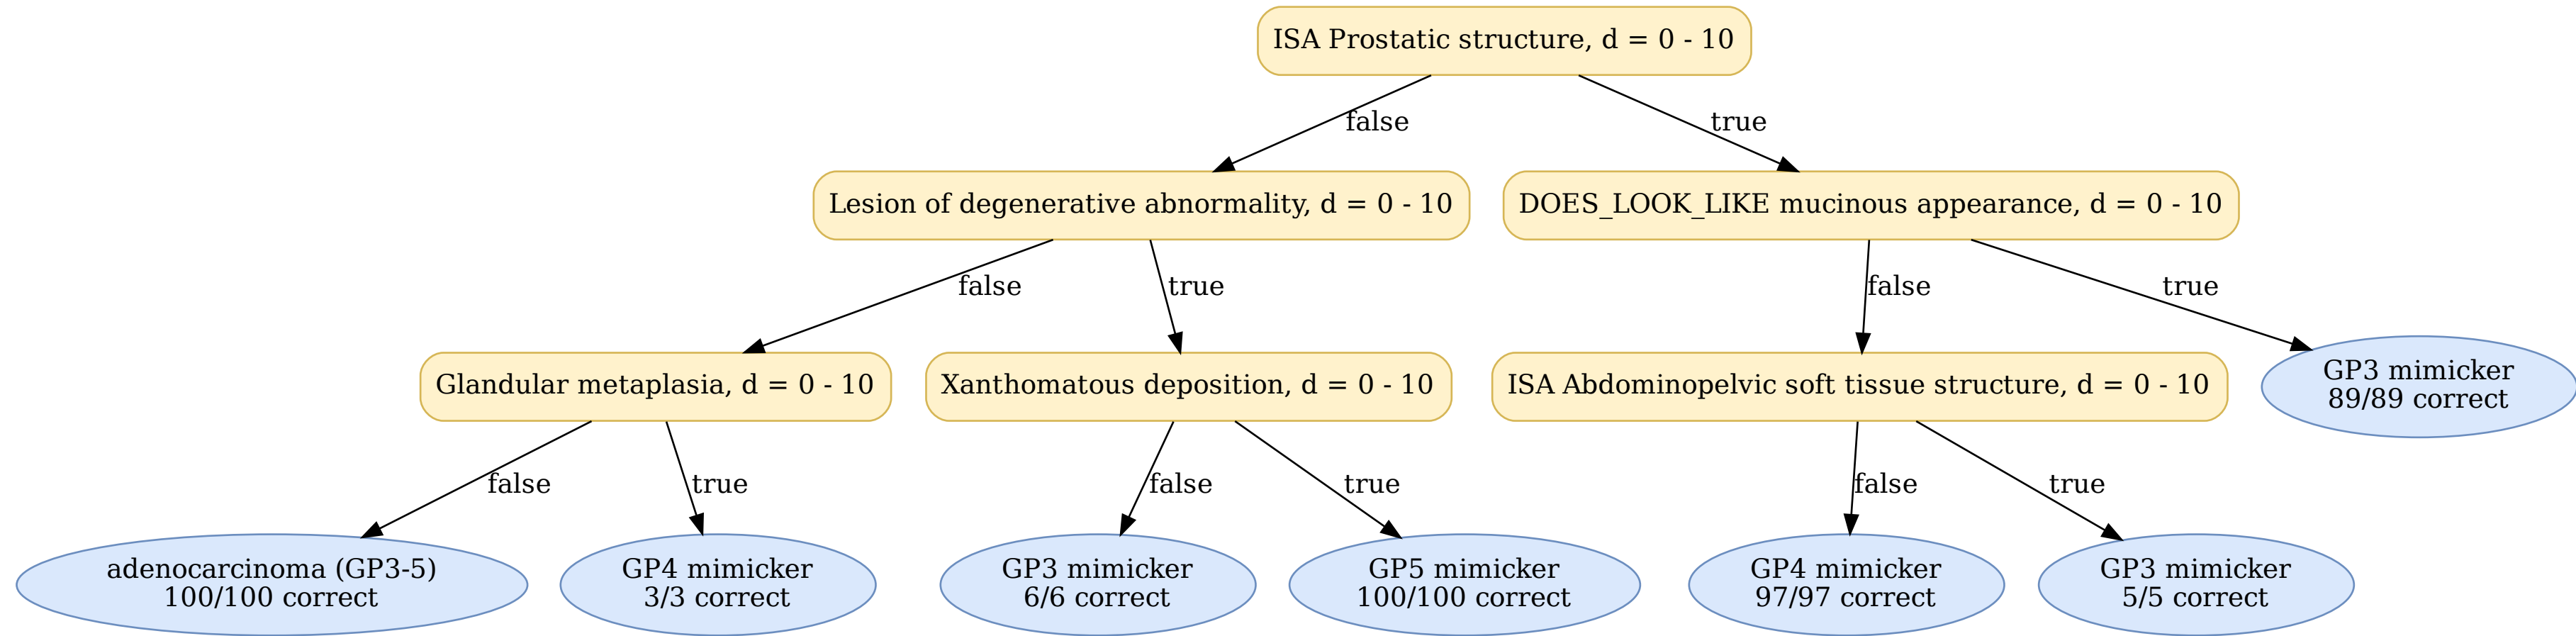 ISA Prostatic structure, d = 0 - 10
false
true
Lesion of degenerative abnormality, d = 0 - 10
DOES_LOOK_LIKE mucinous appearance, d = 0 - 10
false
true
false
true
Glandular metaplasia, d = 0 - 10
Xanthomatous deposition, d = 0 - 10
ISA Abdominopelvic soft tissue structure, d = 0 - 10
GP3 mimicker
89/89 correct
false
true
false
true
false
true
adenocarcinoma (GP3-5)
100/100 correct
GP4 mimicker
3/3 correct
GP3 mimicker
6/6 correct
GP5 mimicker
100/100 correct
GP4 mimicker
97/97 correct
GP3 mimicker
5/5 correct